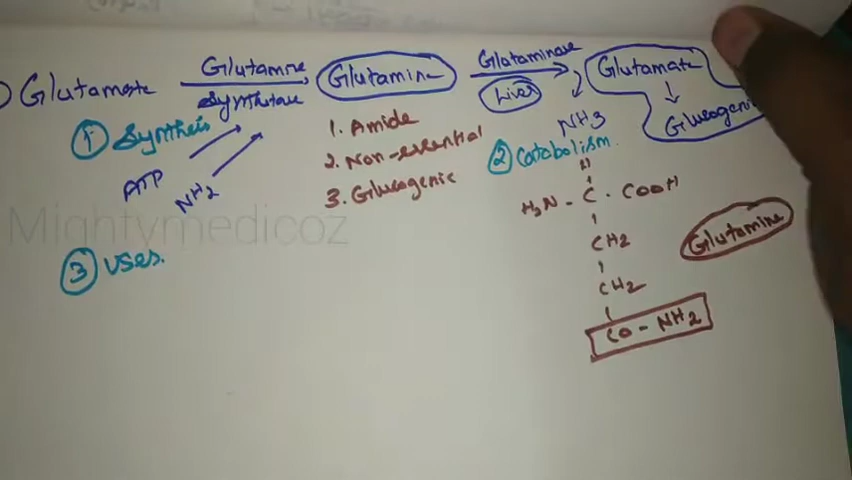 Glutamate
Glutamine
Synthetase
Glutamine
Glutaminase
Liver
Glutamate
↓
NH3
① Synthesis
ATP
NH2
1. Amide
2. Non-essential
3. Glucogenic
② Catabolism.
H
H2N - C - COOH
CH2
CH2
CO - NH2
Glutamine
Mightymedicoz
③ Uses.